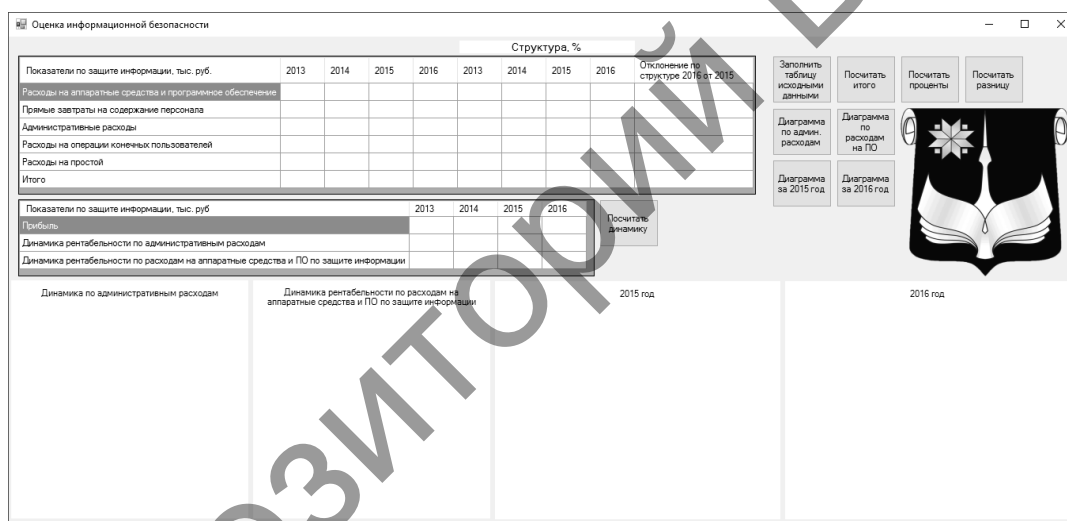 Оценка информационной безопасности
Структура, %
Показатели по защите информации, тыс. руб. 2013 2014 2015 2016 2013 2014 2015 2016 Отклонение по
структуре 2016 от 2015
Расходы на аппаратные средства и программное обеспечение
Прямые завтраты на содержание персонала
Административные расходы
Расходы на операции конечных пользователей
Расходы на простой
Итого
Заполнить
таблицу
исходными
данными
Посчитать
итого
Посчитать
проценты
Посчитать
разницу
Диаграмма
по админ.
расходам
Диаграмма
по
расходам
на ПО
Диаграмма
за 2015 год
Диаграмма
за 2016 год
Показатели по защите информации, тыс. руб 2013 2014 2015 2016
Прибыль
Динамика рентабельности по административным расходам
Динамика рентабельности по расходам на аппаратные средства и ПО по защите информации
Посчитать
динамику
Динамика по административным расходам
Динамика рентабельности по расходам на
аппаратные средства и ПО по защите информации
2015 год
2016 год